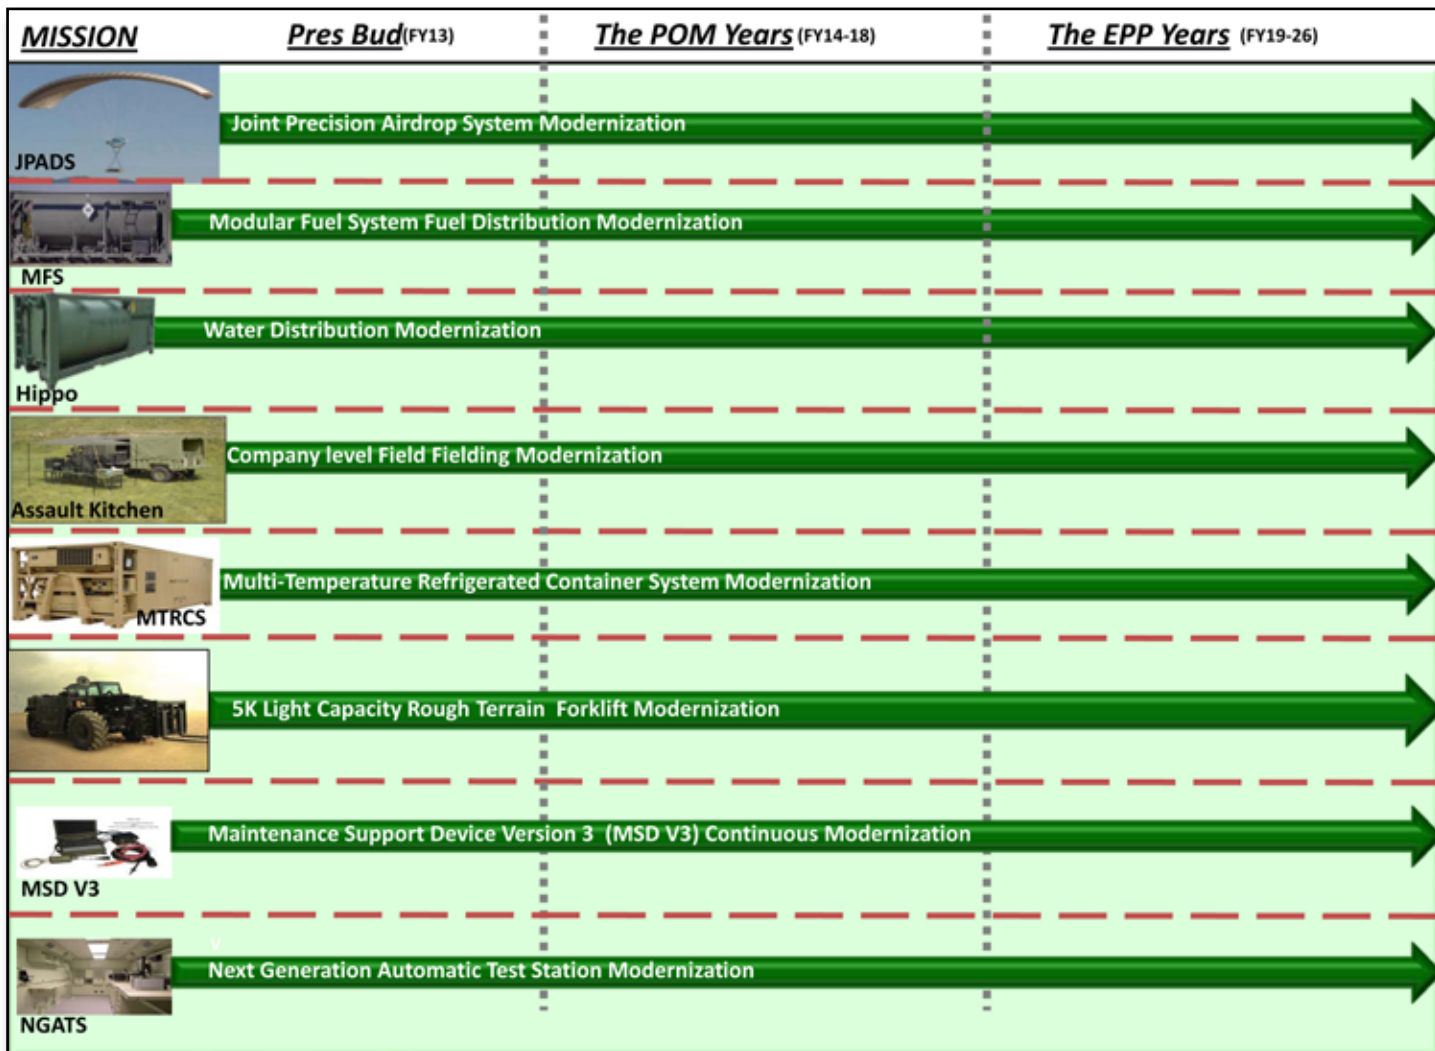 MISSION Pres Bud(FY13) The POM Years (FY14-18) The EPP Years (FY19-26)
Joint Precision Airdrop System Modernization
JPADS
Modular Fuel System Fuel Distribution Modernization
MFS
Water Distribution Modernization
Hippo
Company level Field Fielding Modernization
Assault Kitchen
Multi-Temperature Refrigerated Container System Modernization
MTRCS
5K Light Capacity Rough Terrain Forklift Modernization
Maintenance Support Device Version 3 (MSD V3) Continuous Modernization
MSD V3
V
Next Generation Automatic Test Station Modernization
NGATS